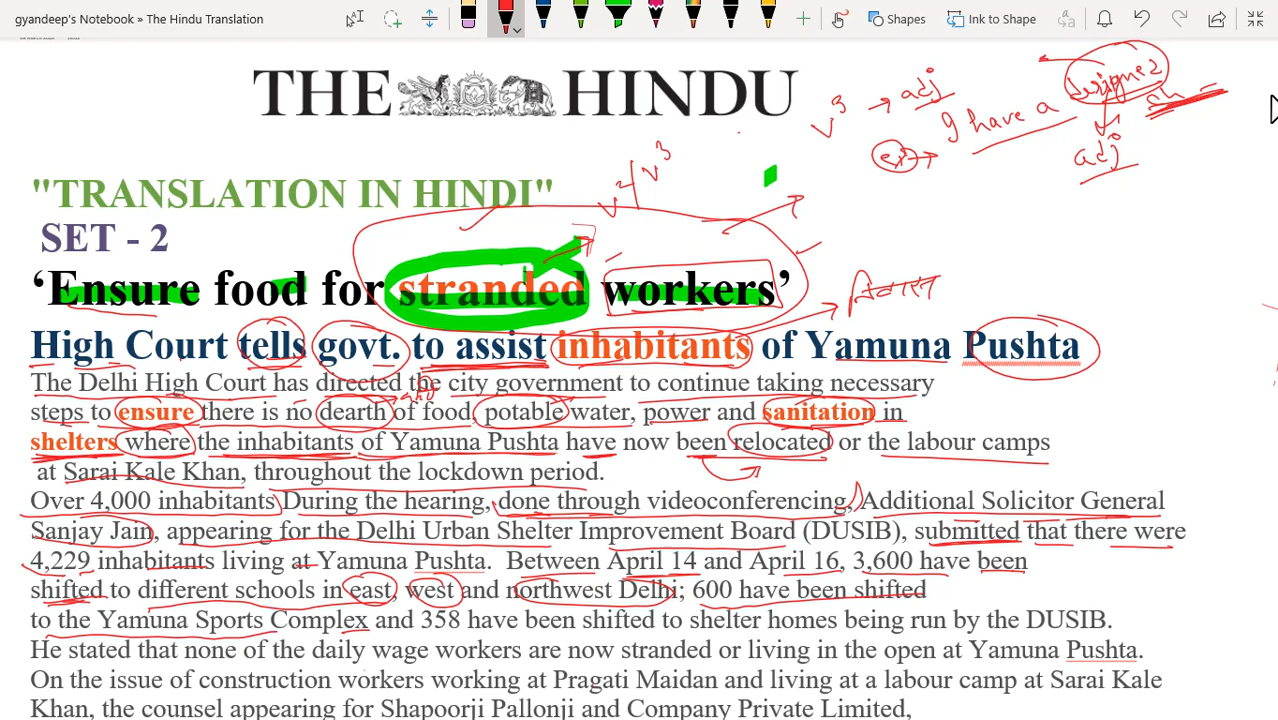 gyandeep's Notebook » The Hindu Translation
Shapes
Ink to Shape
THE HINDU
V³ → adj
ex → I have a
adj
"TRANSLATION IN HINDI"
V²/V³
SET - 2
‘Ensure food for stranded workers’
High Court tells govt. to assist inhabitants of Yamuna Pushta
The Delhi High Court has directed the city government to continue taking necessary
steps to ensure there is no dearth of food, potable water, power and sanitation in
shelters where the inhabitants of Yamuna Pushta have now been relocated or the labour camps
at Sarai Kale Khan, throughout the lockdown period.
Over 4,000 inhabitants During the hearing, done through videoconferencing, Additional Solicitor General
Sanjay Jain, appearing for the Delhi Urban Shelter Improvement Board (DUSIB), submitted that there were
4,229 inhabitants living at Yamuna Pushta. Between April 14 and April 16, 3,600 have been
shifted to different schools in east, west and northwest Delhi; 600 have been shifted
to the Yamuna Sports Complex and 358 have been shifted to shelter homes being run by the DUSIB.
He stated that none of the daily wage workers are now stranded or living in the open at Yamuna Pushta.
On the issue of construction workers working at Pragati Maidan and living at a labour camp at Sarai Kale
Khan, the counsel appearing for Shapoorji Pallonji and Company Private Limited,